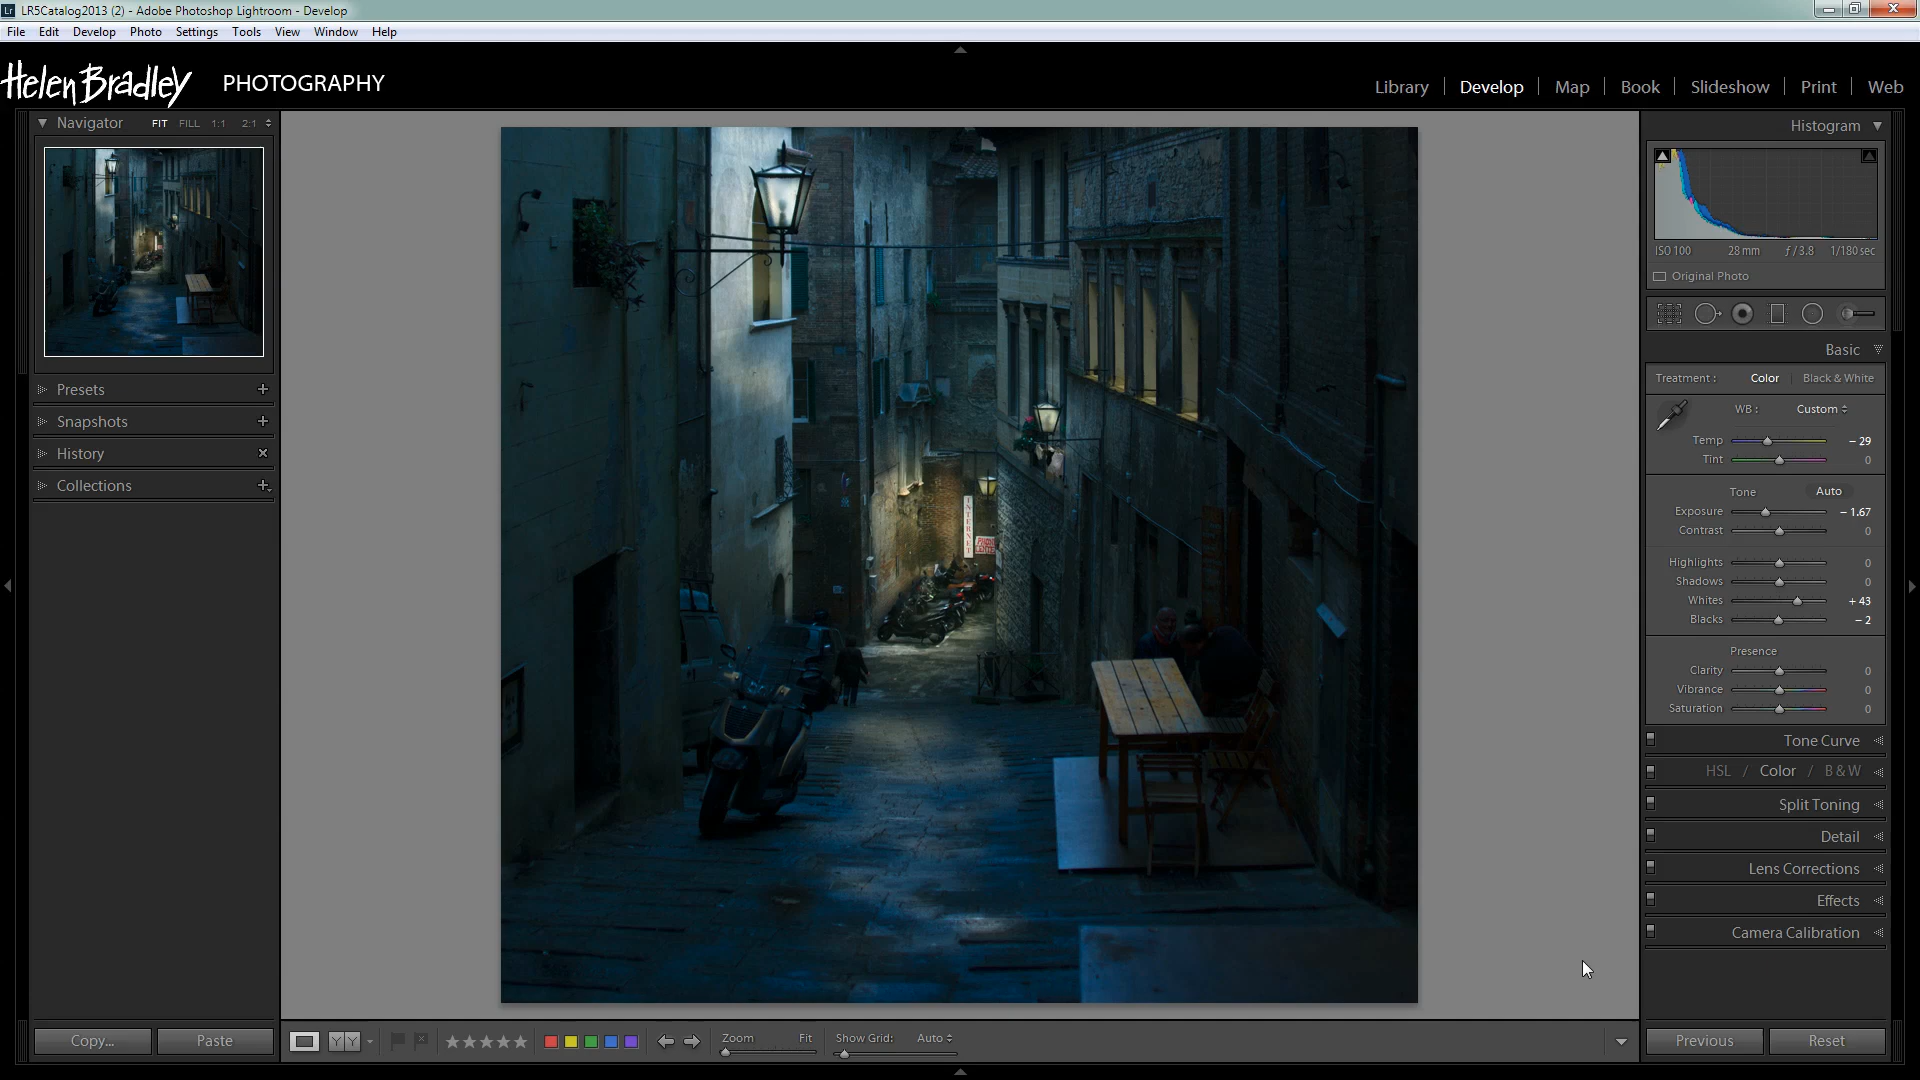 LR5Catalog2013 (2) - Adobe Photoshop Lightroom - Develop
File Edit Develop Photo Settings Tools View Window Help
Helen Bradley PHOTOGRAPHY
Library | Develop | Map | Book | Slideshow | Print | Web
Navigator FIT FILL 1:1 2:1
Presets
Snapshots
History
Collections
Copy...
Paste
INTERNET
PHONE
CENTER
Zoom Fit
Show Grid: Auto
Histogram
ISO 100 28 mm ƒ / 3.8 1/180 sec
Original Photo
Basic
Treatment : Color | Black & White
WB : Custom
Temp − 29
Tint 0
Tone Auto
Exposure − 1.67
Contrast 0
Highlights 0
Shadows 0
Whites + 43
Blacks − 2
Presence
Clarity 0
Vibrance 0
Saturation 0
Tone Curve
HSL / Color / B & W
Split Toning
Detail
Lens Corrections
Effects
Camera Calibration
Previous
Reset